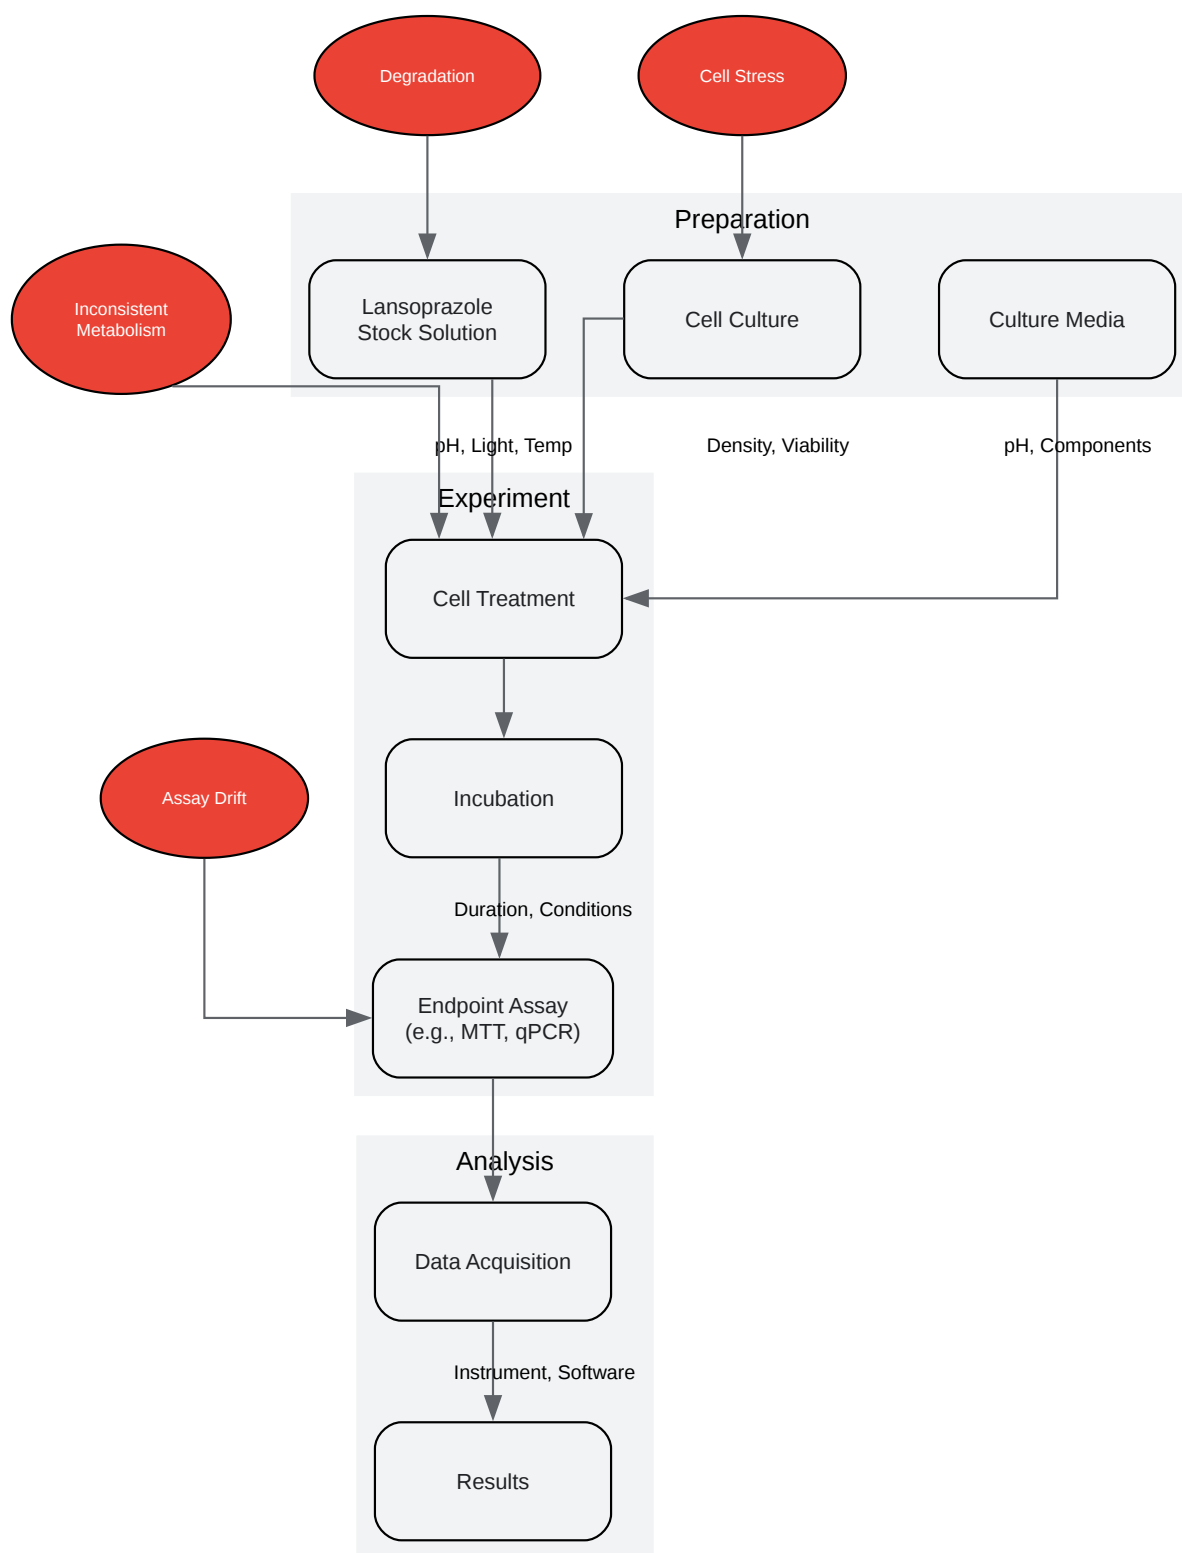 Degradation
Cell Stress
Preparation
Inconsistent
Metabolism
Lansoprazole
Stock Solution
Cell Culture
Culture Media
pH, Light, Temp
Density, Viability
pH, Components
Experiment
Cell Treatment
Incubation
Assay Drift
Duration, Conditions
Endpoint Assay
(e.g., MTT, qPCR)
Analysis
Data Acquisition
Instrument, Software
Results